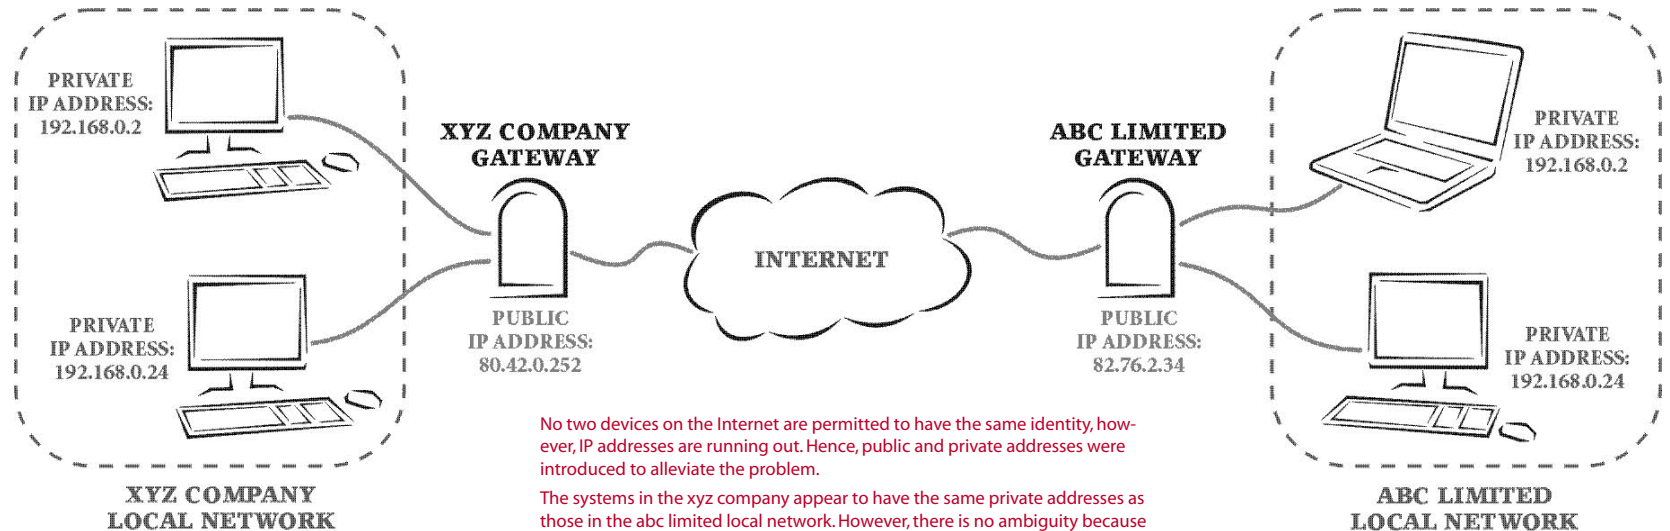 PRIVATE
IP ADDRESS:
192.168.0.2
PRIVATE
IP ADDRESS:
192.168.0.24
XYZ COMPANY
LOCAL NETWORK
XYZ COMPANY
GATEWAY
PUBLIC
IP ADDRESS:
80.42.0.252
INTERNET
ABC LIMITED
GATEWAY
PUBLIC
IP ADDRESS:
82.76.2.34
PRIVATE
IP ADDRESS:
192.168.0.2
PRIVATE
IP ADDRESS:
192.168.0.24
ABC LIMITED
LOCAL NETWORK
No two devices on the Internet are permitted to have the same identity, how-
ever, IP addresses are running out. Hence, public and private addresses were
introduced to alleviate the problem.
The systems in the xyz company appear to have the same private addresses as
those in the abc limited local network. However, there is no ambiguity because